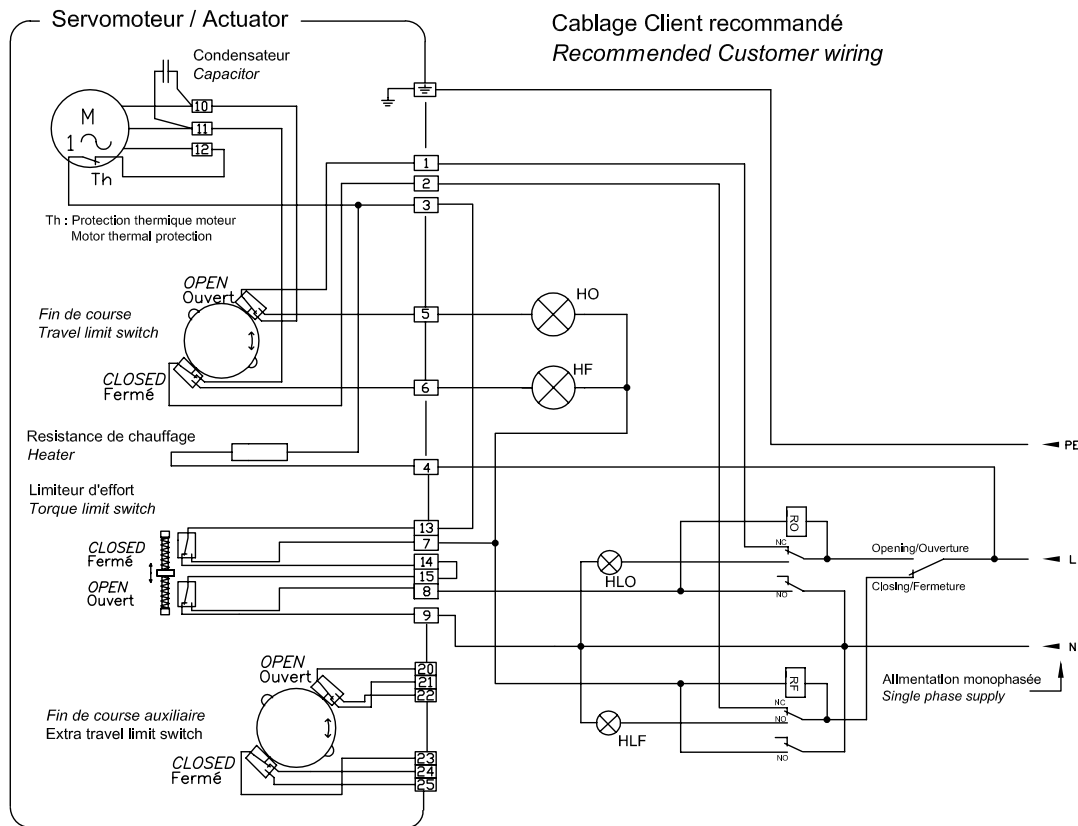 Servomoteur / Actuator
Cablage Client recommandé
Recommended Customer wiring
Condensateur
Capacitor
M
1
10
11
12
Th
1
2
3
Th : Protection thermique moteur
Motor thermal protection
OPEN
Ouvert
Fin de course
Travel limit switch
5
HO
CLOSED
Fermé
6
HF
Resistance de chauffage
Heater
4
PE
Limiteur d'effort
Torque limit switch
13
7
14
15
8
9
CLOSED
Fermé
OPEN
Ouvert
RO
NC
HLO
NO
Opening/Ouverture
Closing/Fermeture
L
N
OPEN
Ouvert
20
21
22
Fin de course auxiliaire
Extra travel limit switch
CLOSED
Fermé
23
24
25
RF
NC
NO
HLF
NO
Alimentation monophasée
Single phase supply